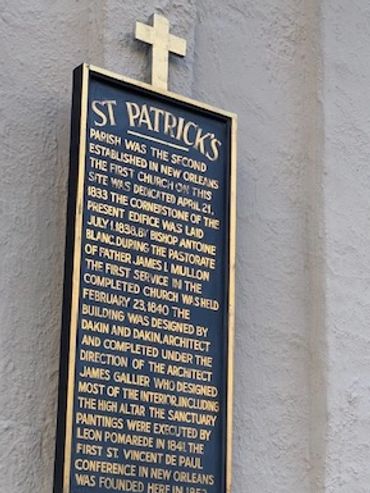 ST PATRICK'S
PARISH WAS THE SECOND
ESTABLISHED IN NEW ORLEANS
THE FIRST CHURCH ON THIS
SITE WAS DEDICATED APRIL 21,
1833 THE CORNERSTONE OF THE
PRESENT EDIFICE WAS LAID
JULY 1, 1838, BY BISHOP ANTOINE
BLANC. DURING THE PASTORATE
OF FATHER JAMES I. MULLON
THE FIRST SERVICE IN THE
COMPLETED CHURCH WAS HELD
FEBRUARY 23, 1840 THE
BUILDING WAS DESIGNED BY
DAKIN AND DAKIN, ARCHITECT
AND COMPLETED UNDER THE
DIRECTION OF THE ARCHITECT
JAMES GALLIER WHO DESIGNED
MOST OF THE INTERIOR, INCLUDING
THE HIGH ALTAR THE SANCTUARY
PAINTINGS WERE EXECUTED BY
LEON POMAREDE IN 1841. THE
FIRST ST. VINCENT DE PAUL
CONFERENCE IN NEW ORLEANS
WAS FOUNDED HERE IN